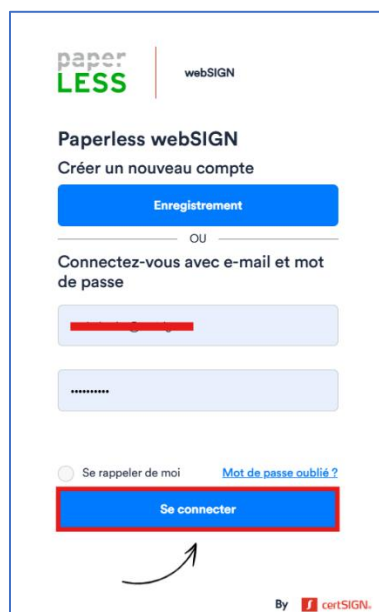 paper
LESS
webSIGN
Paperless webSIGN
Créer un nouveau compte
Enregistrement
OU
Connectez-vous avec e-mail et mot
de passe
••••••••••
Se rappeler de moi
Mot de passe oublié ?
Se connecter
By certSIGN.